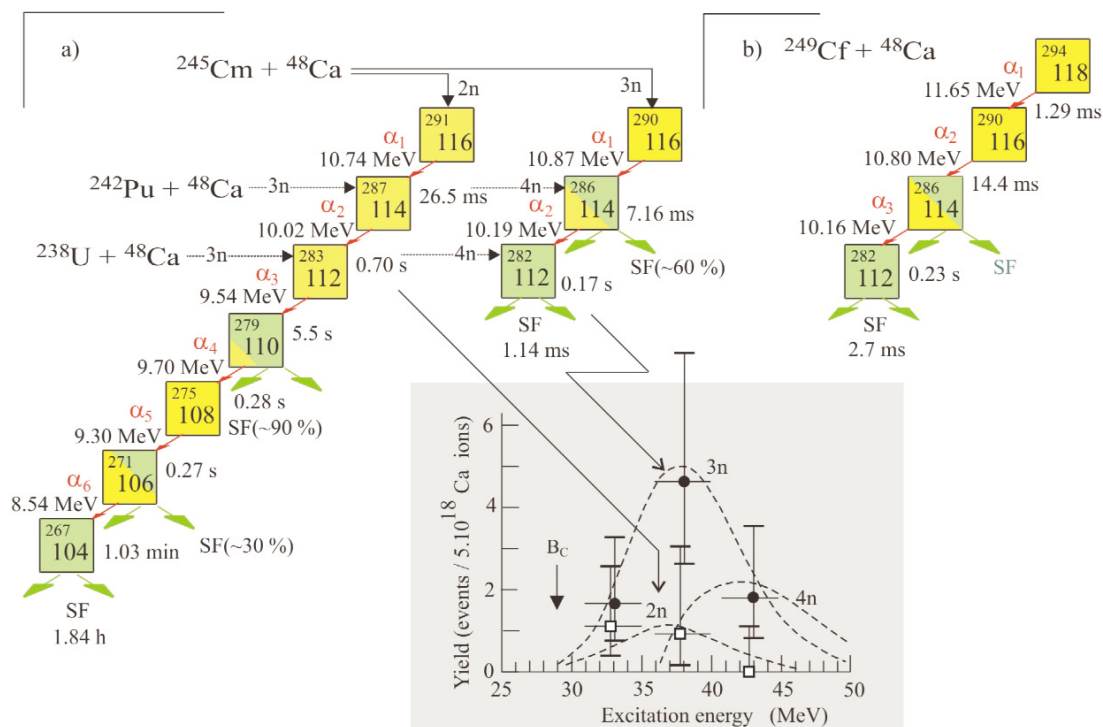 a)
²⁴⁵Cm + ⁴⁸Ca
2n
3n
291
116
290
116
α₁
10.74 MeV
α₁
10.87 MeV
²⁴²Pu + ⁴⁸Ca
3n
287
114
26.5 ms
4n
286
114
7.16 ms
α₂
10.02 MeV
α₂
10.19 MeV
SF(~60 %)
²³⁸U + ⁴⁸Ca
3n
283
112
0.70 s
4n
282
112
0.17 s
α₃
9.54 MeV
SF
1.14 ms
279
110
5.5 s
α₄
9.70 MeV
275
108
0.28 s
SF(~90 %)
α₅
9.30 MeV
271
106
0.27 s
α₆
8.54 MeV
SF(~30 %)
267
104
1.03 min
SF
1.84 h
b)
²⁴⁹Cf + ⁴⁸Ca
294
118
α₁
11.65 MeV
1.29 ms
290
116
α₂
10.80 MeV
14.4 ms
286
114
α₃
10.16 MeV
SF
282
112
0.23 s
SF
2.7 ms
Yield (events / 5.10¹⁸ Ca ions)
6
4
2
0
B_C
3n
2n
4n
25 30 35 40 45 50
Excitation energy (MeV)